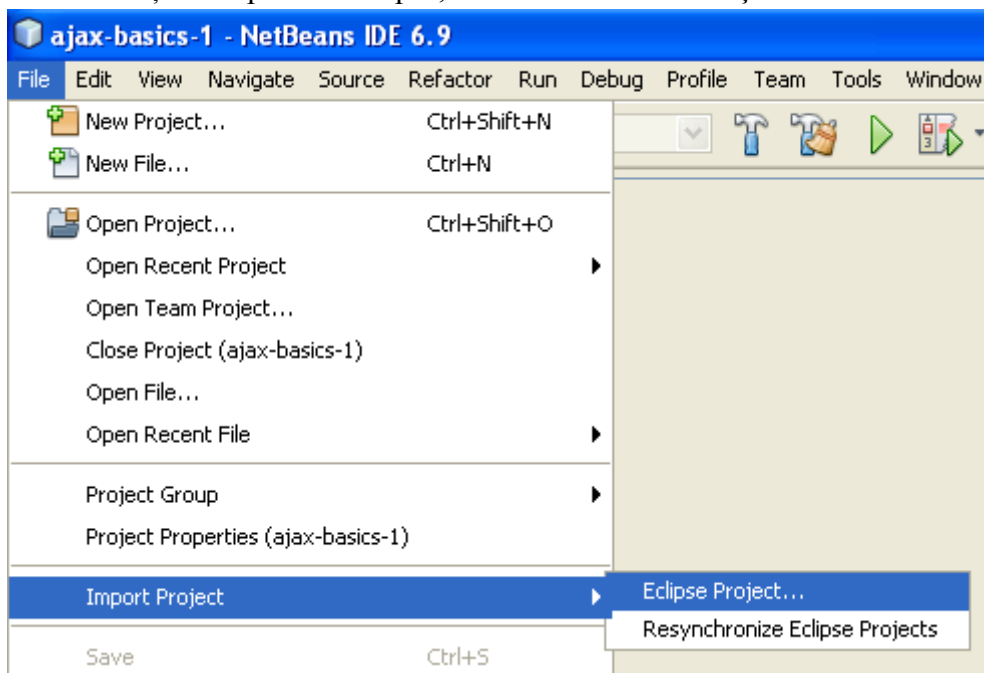 ajax-basics-1 - NetBeans IDE 6.9
File Edit View Navigate Source Refactor Run Debug Profile Team Tools Window
New Project... Ctrl+Shift+N
New File... Ctrl+N
Open Project... Ctrl+Shift+O
Open Recent Project
Open Team Project...
Close Project (ajax-basics-1)
Open File...
Open Recent File
Project Group
Project Properties (ajax-basics-1)
Import Project
Eclipse Project...
Resynchronize Eclipse Projects
Save Ctrl+S